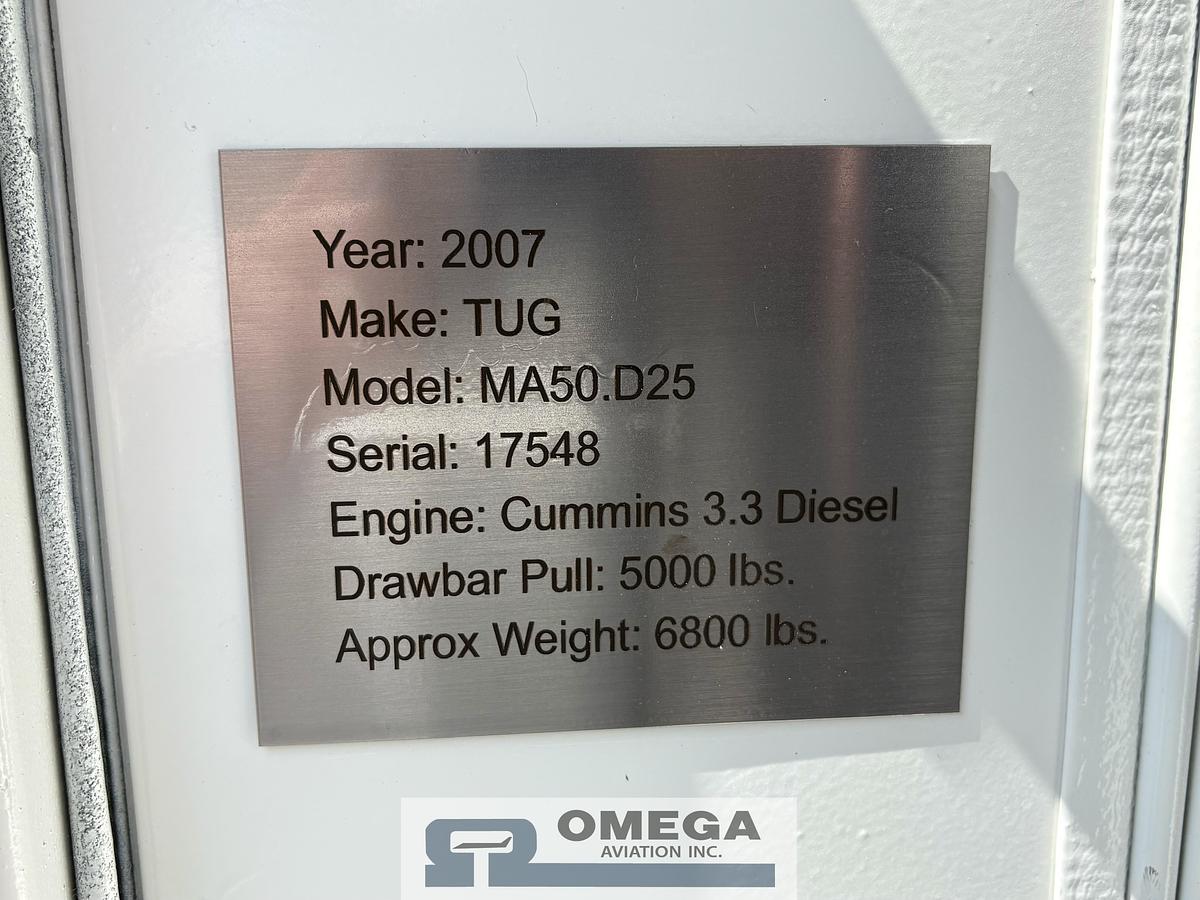 Year: 2007
Make: TUG
Model: MA50.D25
Serial: 17548
Engine: Cummins 3.3 Diesel
Drawbar Pull: 5000 lbs.
Approx Weight: 6800 lbs.
OMEGA
AVIATION INC.